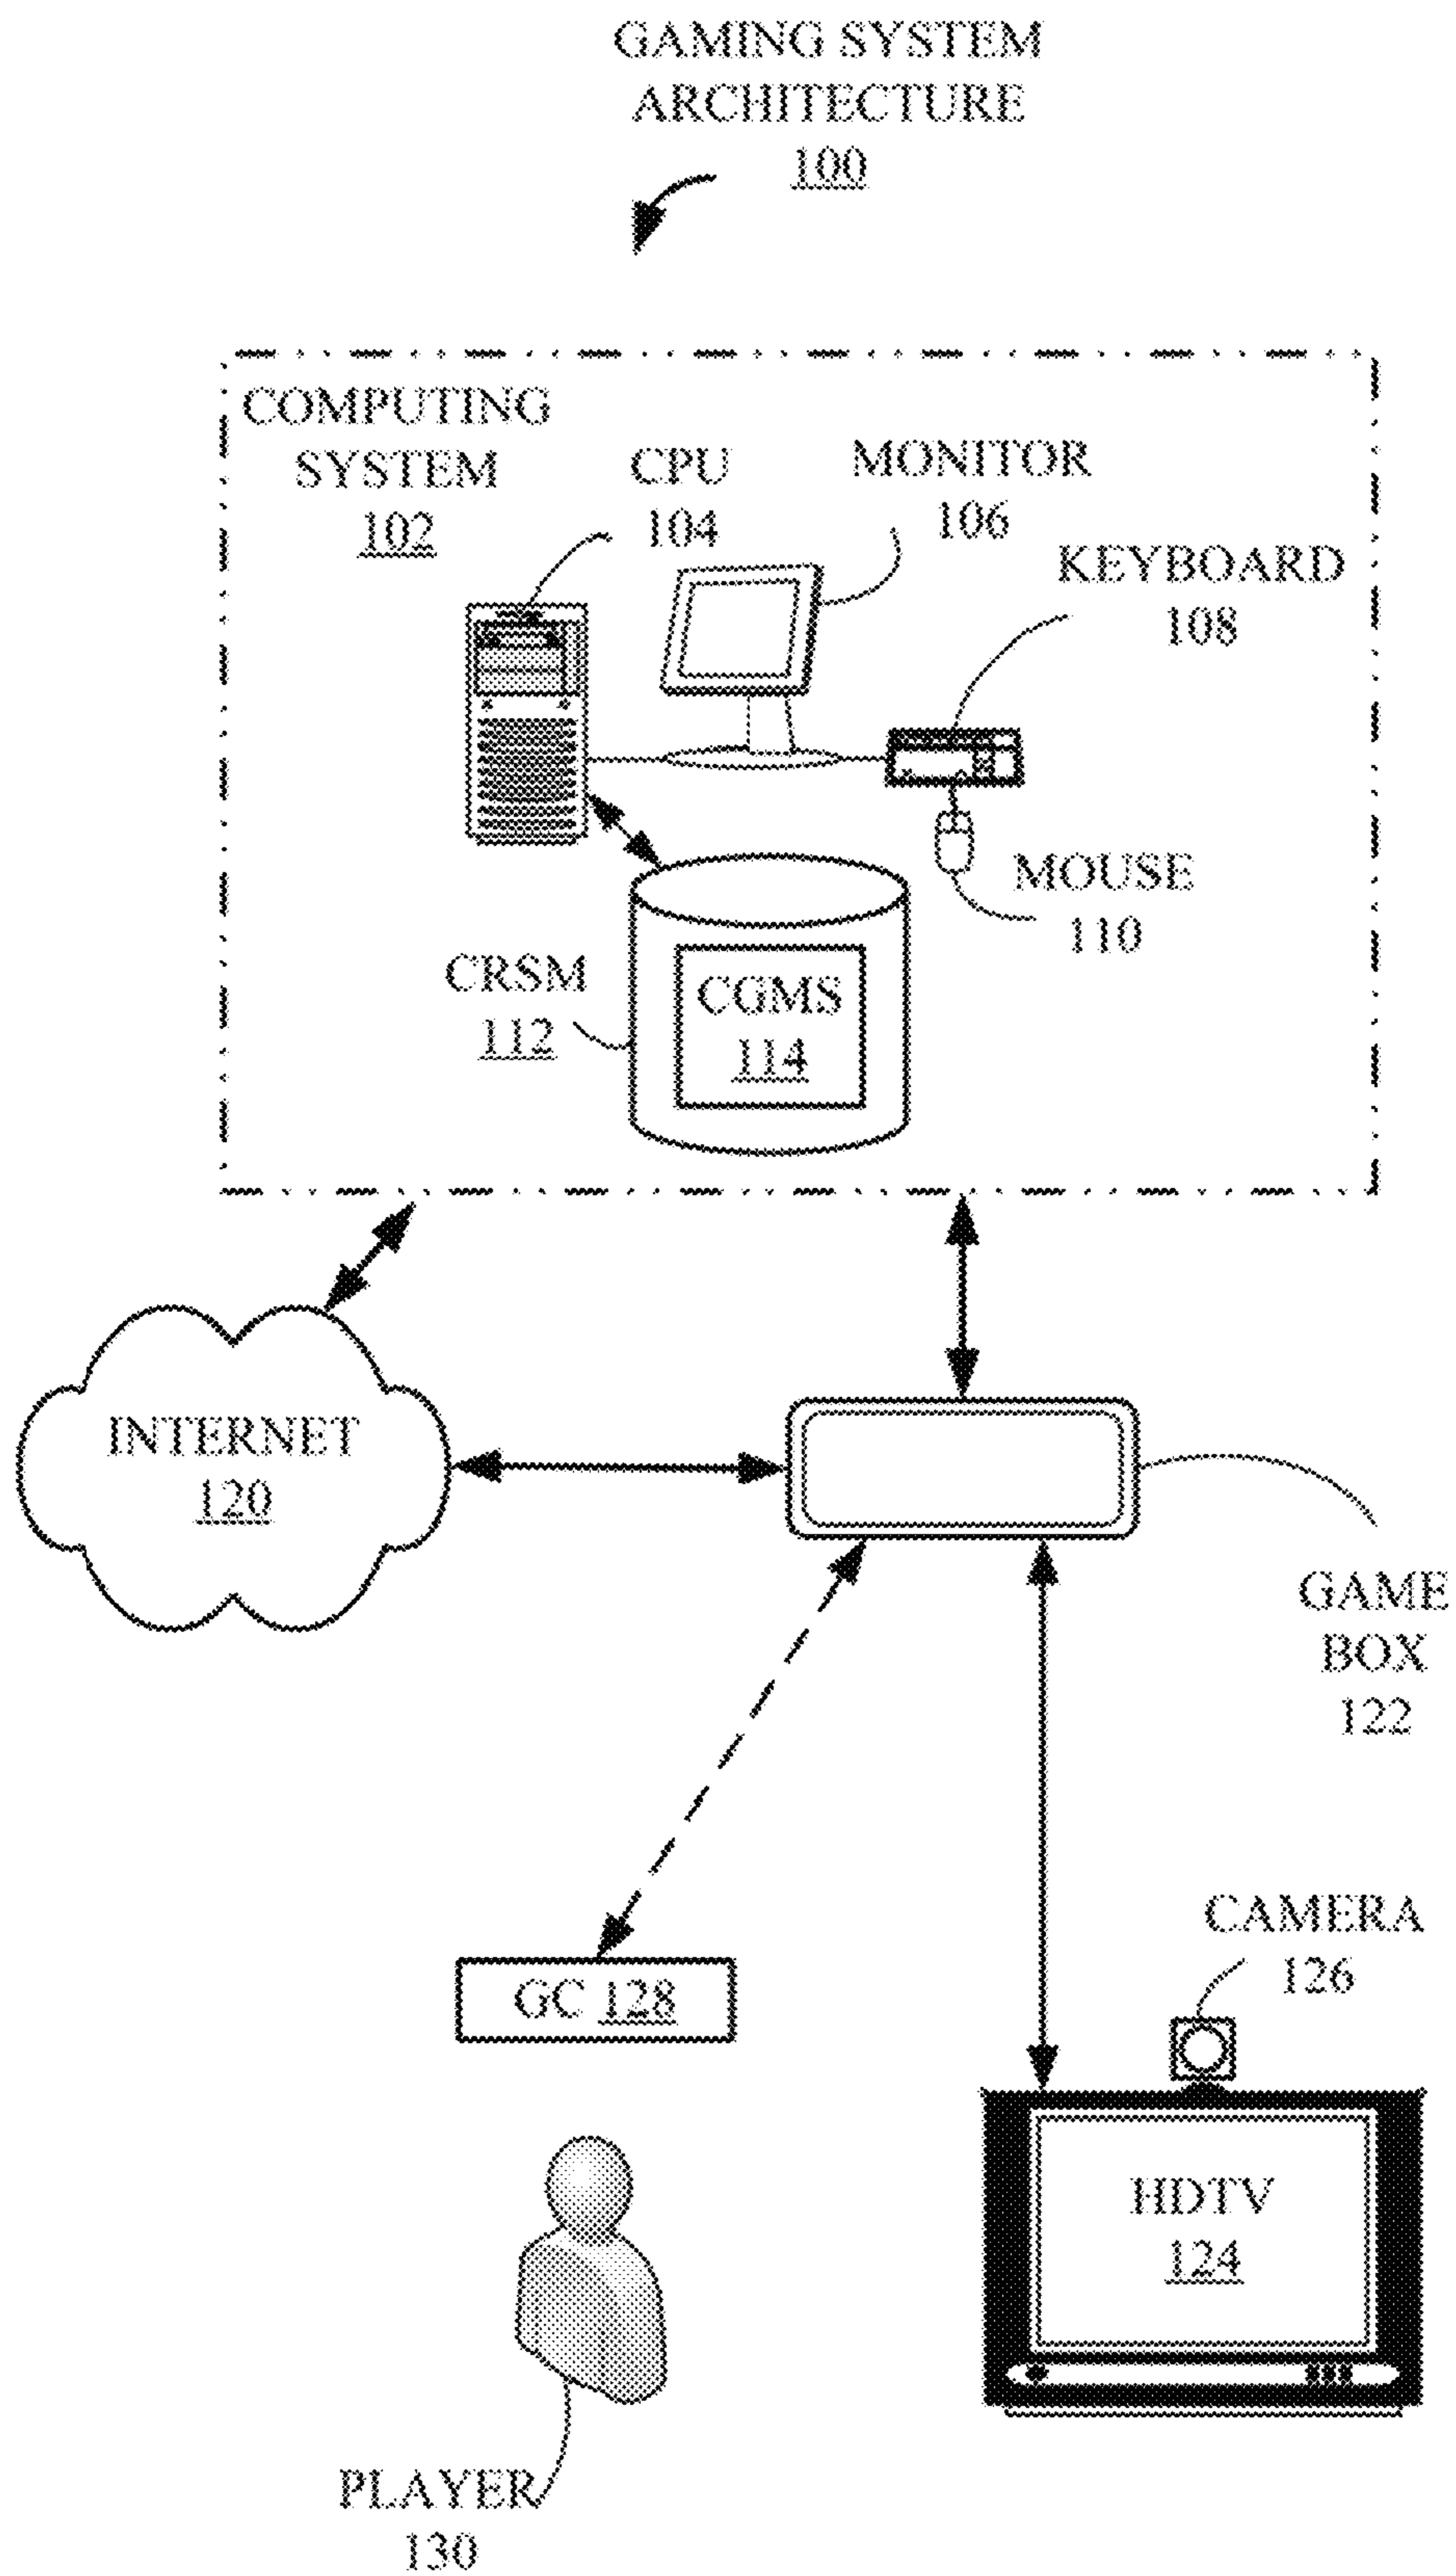 GAMING SYSTEM
ARCHITECTURE
100
COMPUTING
SYSTEM
102
CPU
104
MONITOR
106
KEYBOARD
108
MOUSE
110
CRSM
112
CGMS
114
INTERNET
120
GAME
BOX
122
CAMERA
126
GC 128
HDTV
124
PLAYER
130